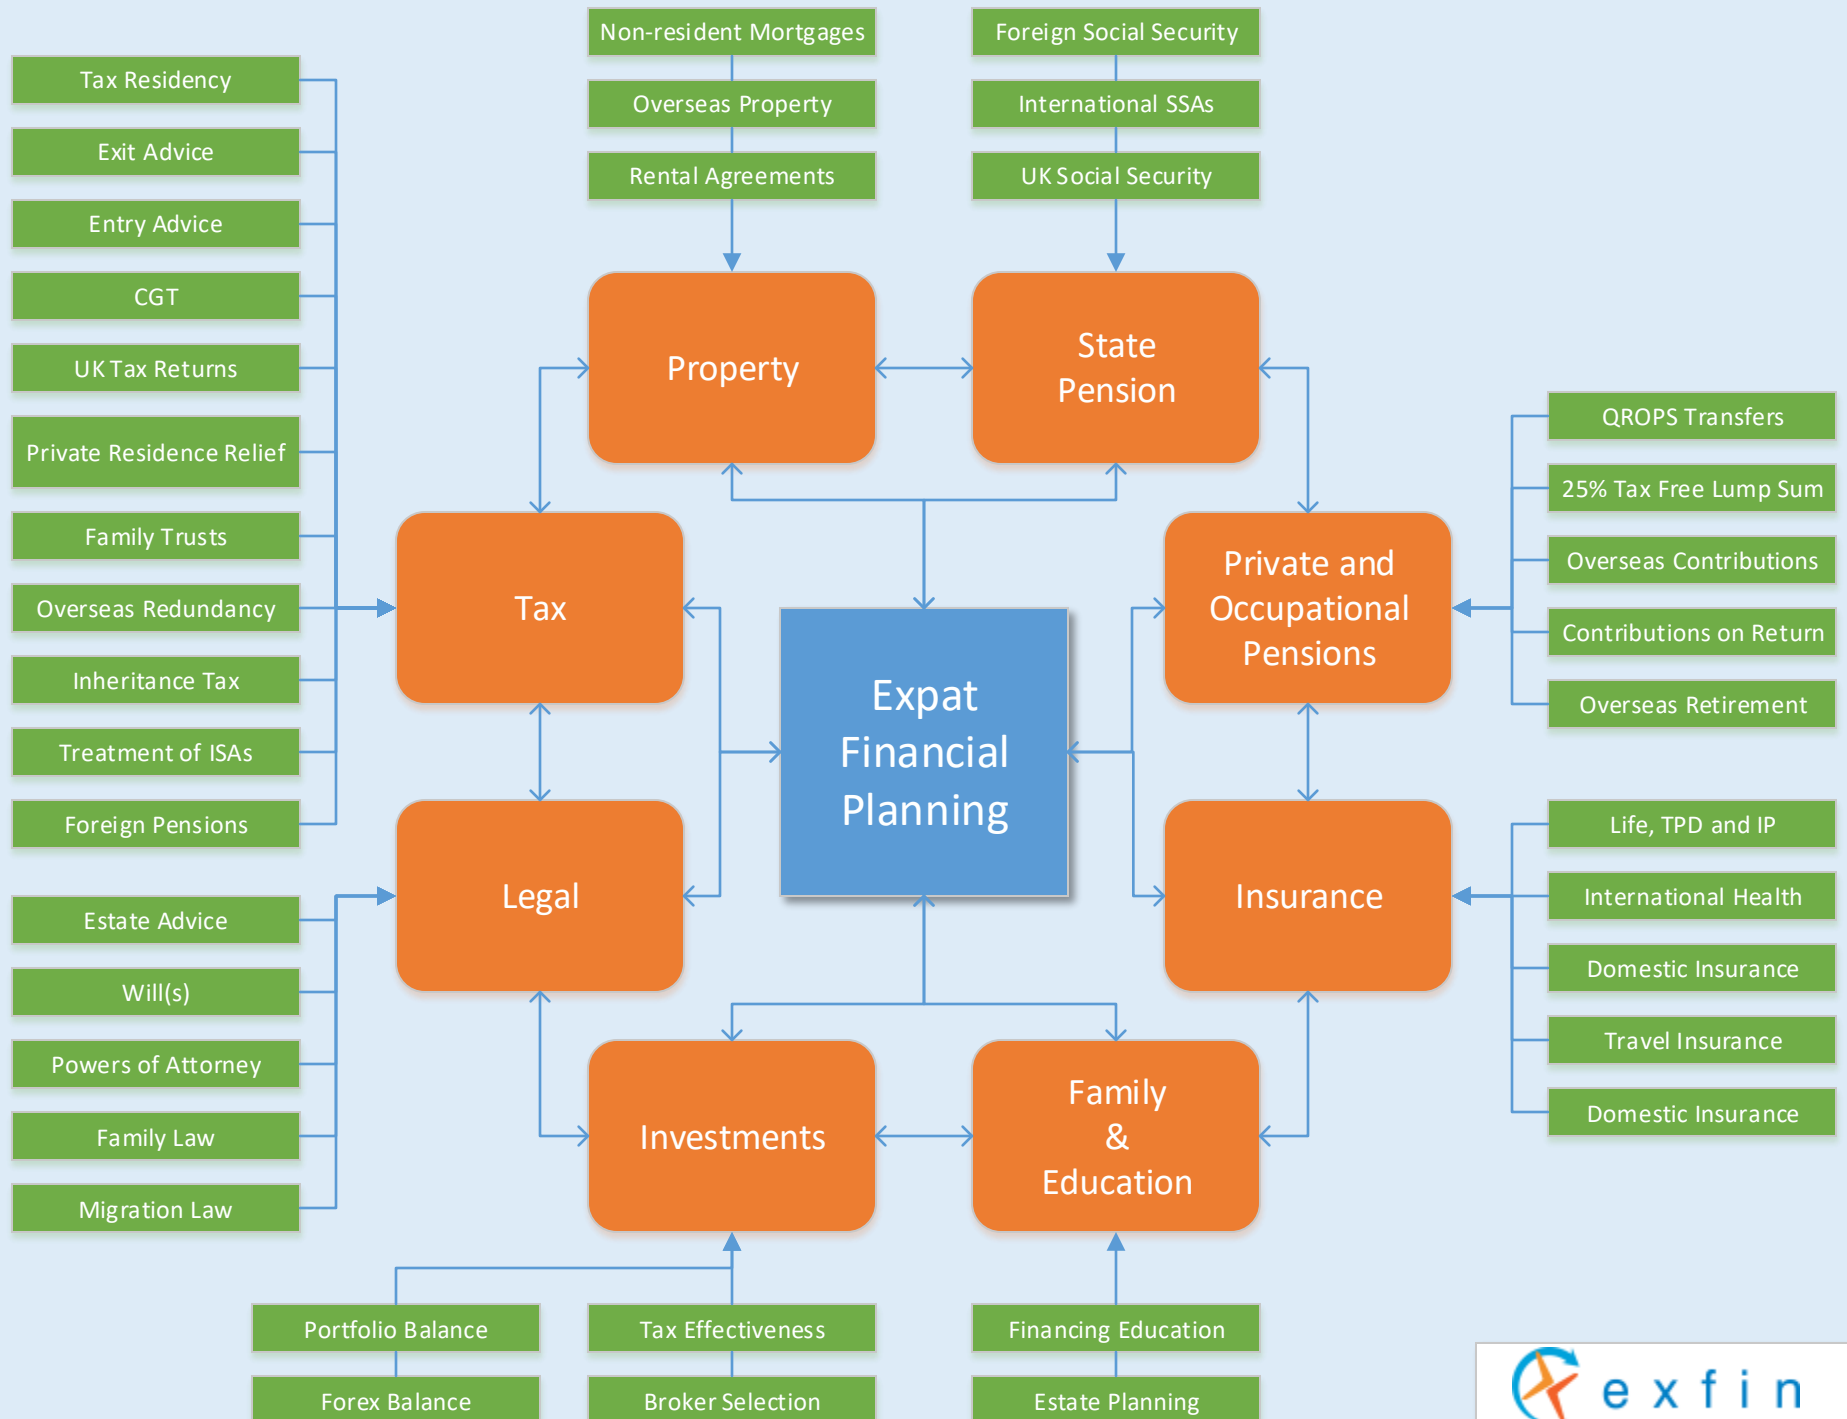 Non-resident Mortgages
Overseas Property
Rental Agreements
Foreign Social Security
International SSAs
UK Social Security
Tax Residency
Exit Advice
Entry Advice
CGT
UK Tax Returns
Private Residence Relief
Family Trusts
Overseas Redundancy
Inheritance Tax
Treatment of ISAs
Foreign Pensions
Estate Advice
Will(s)
Powers of Attorney
Family Law
Migration Law
Property
State
Pension
Tax
Private and
Occupational
Pensions
Expat
Financial
Planning
Legal
Insurance
Investments
Family
&
Education
QROPS Transfers
25% Tax Free Lump Sum
Overseas Contributions
Contributions on Return
Overseas Retirement
Life, TPD and IP
International Health
Domestic Insurance
Travel Insurance
Domestic Insurance
Portfolio Balance
Forex Balance
Tax Effectiveness
Broker Selection
Financing Education
Estate Planning
exfin